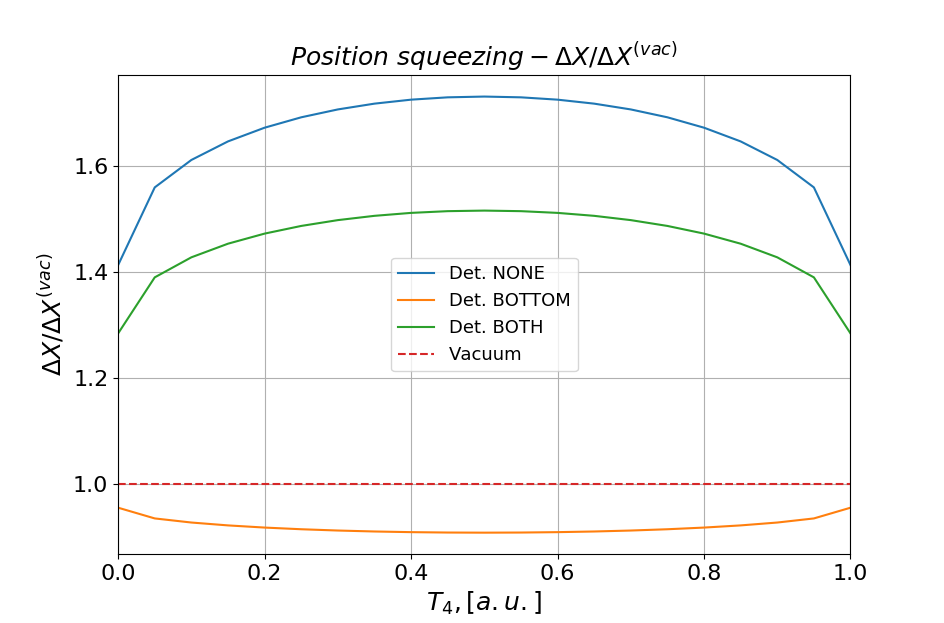 Position squeezing − ΔX/ΔX^(vac)
ΔX/ΔX^(vac)
1.6
1.4
1.2
1.0
Det. NONE
Det. BOTTOM
Det. BOTH
Vacuum
0.0 0.2 0.4 0.6 0.8 1.0
T_4, [a. u. ]